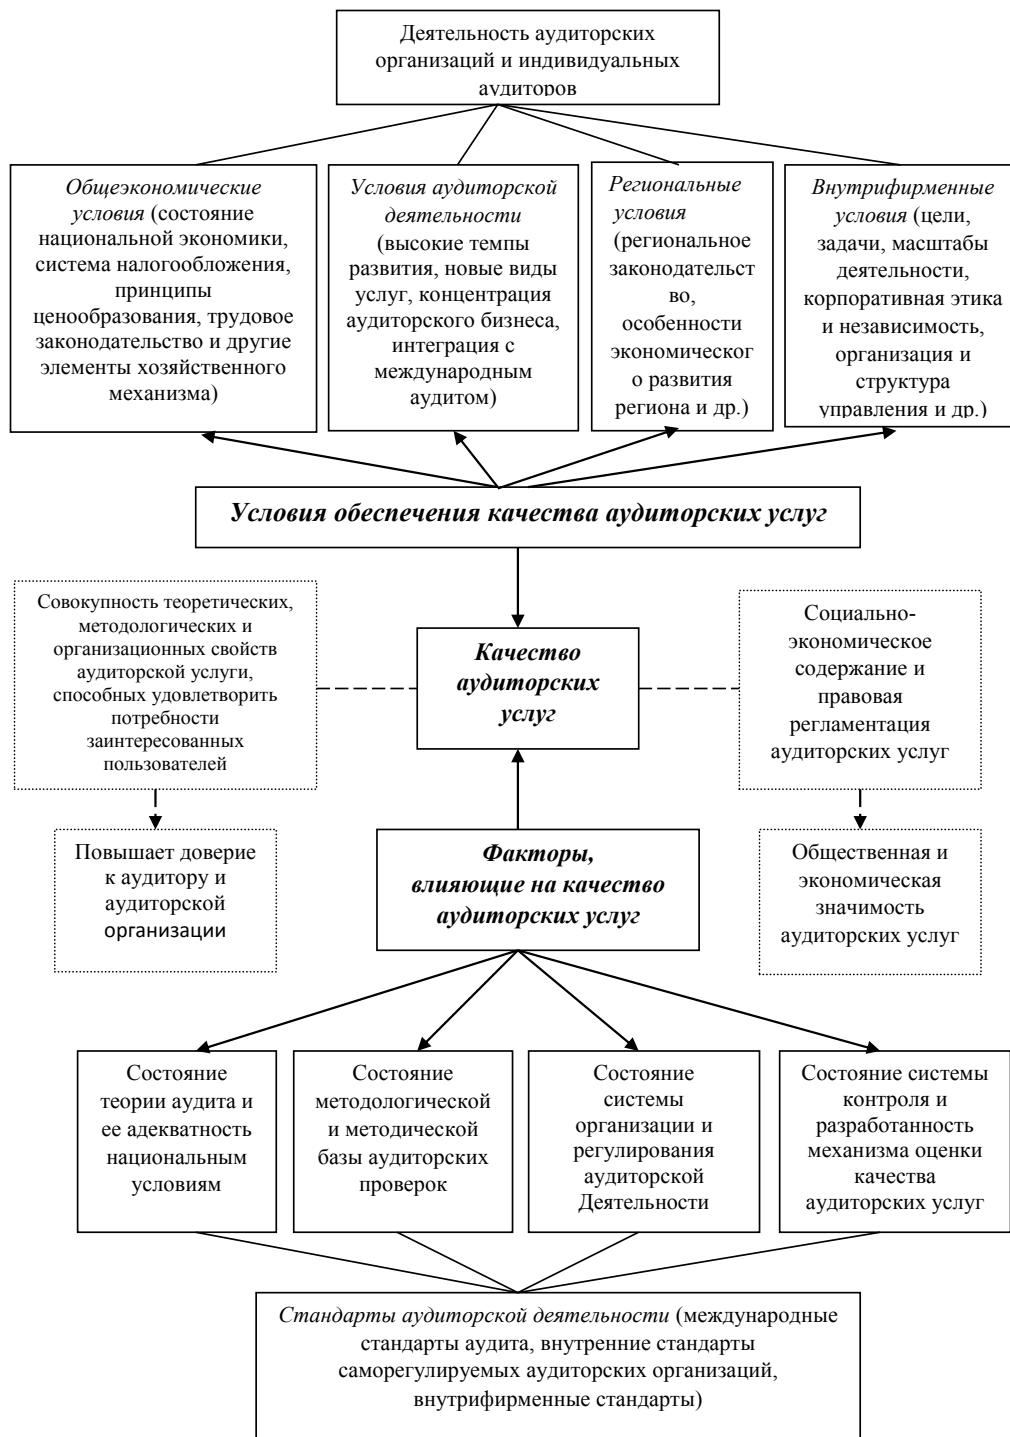 Деятельность аудиторских
организаций и индивидуальных
аудиторов
Общеэкономические
условия (состояние
национальной экономики,
система налогообложения,
принципы
ценообразования, трудовое
законодательство и другие
элементы хозяйственного
механизма)
Условия аудиторской
деятельности
(высокие темпы
развития, новые виды
услуг, концентрация
аудиторского бизнеса,
интеграция с
международным
аудитом)
Региональные
условия
(региональное
законодательст
во,
особенности
экономическог
о развития
региона и др.)
Внутрифирменные
условия (цели,
задачи, масштабы
деятельности,
корпоративная этика
и независимость,
организация и
структура
управления и др.)
Условия обеспечения качества аудиторских услуг
Совокупность теоретических,
методологических и
организационных свойств
аудиторской услуги,
способных удовлетворить
потребности
заинтересованных
пользователей
Качество
аудиторских
услуг
Социально-
экономическое
содержание и
правовая
регламентация
аудиторских услуг
Повышает доверие
к аудитору и
аудиторской
организации
Факторы,
влияющие на качество
аудиторских услуг
Общественная и
экономическая
значимость
аудиторских услуг
Состояние
теории аудита и
ее адекватность
национальным
условиям
Состояние
методологической
и методической
базы аудиторских
проверок
Состояние
системы
организации и
регулирования
аудиторской
Деятельности
Состояние системы
контроля и
разработанность
механизма оценки
качества
аудиторских услуг
Стандарты аудиторской деятельности (международные
стандарты аудита, внутренние стандарты
саморегулируемых аудиторских организаций,
внутрифирменные стандарты)